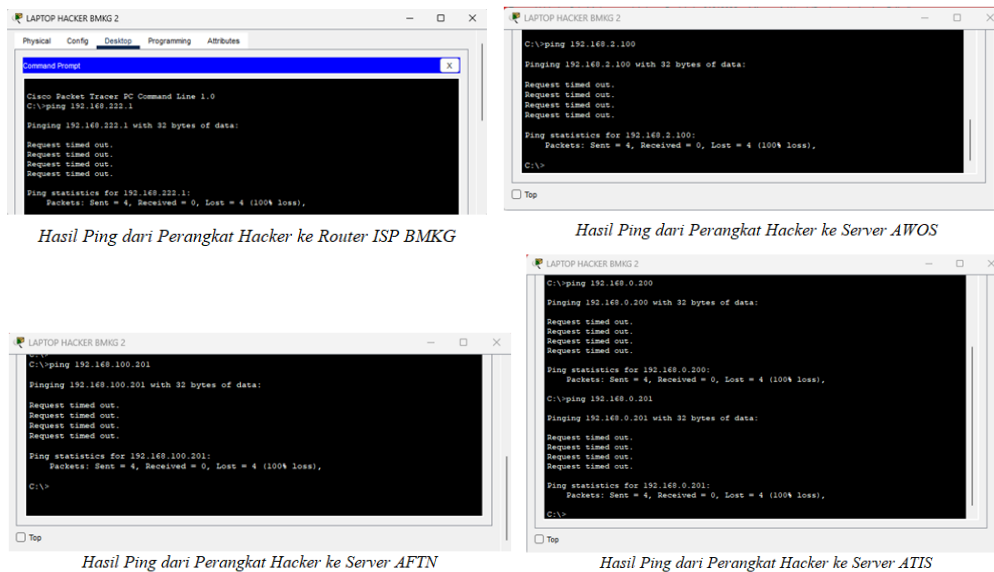 LAPTOP HACKER BMKG 2
Physical Config Desktop Programming Attributes
Command Prompt
X
Cisco Packet Tracer PC Command Line 1.0
C:\>ping 192.168.222.1
Pinging 192.168.222.1 with 32 bytes of data:
Request timed out.
Request timed out.
Request timed out.
Request timed out.
Ping statistics for 192.168.222.1:
Packets: Sent = 4, Received = 0, Lost = 4 (100% loss),
Hasil Ping dari Perangkat Hacker ke Router ISP BMKG
LAPTOP HACKER BMKG 2
C:\>ping 192.168.2.100
Pinging 192.168.2.100 with 32 bytes of data:
Request timed out.
Request timed out.
Request timed out.
Request timed out.
Ping statistics for 192.168.2.100:
Packets: Sent = 4, Received = 0, Lost = 4 (100% loss),
C:\>
Top
Hasil Ping dari Perangkat Hacker ke Server AWOS
LAPTOP HACKER BMKG 2
C:\>
C:\>ping 192.168.100.201
Pinging 192.168.100.201 with 32 bytes of data:
Request timed out.
Request timed out.
Request timed out.
Request timed out.
Ping statistics for 192.168.100.201:
Packets: Sent = 4, Received = 0, Lost = 4 (100% loss),
C:\>
Top
Hasil Ping dari Perangkat Hacker ke Server AFTN
LAPTOP HACKER BMKG 2
C:\>ping 192.168.0.200
Pinging 192.168.0.200 with 32 bytes of data:
Request timed out.
Request timed out.
Request timed out.
Request timed out.
Ping statistics for 192.168.0.200:
Packets: Sent = 4, Received = 0, Lost = 4 (100% loss),
C:\>ping 192.168.0.201
Pinging 192.168.0.201 with 32 bytes of data:
Request timed out.
Request timed out.
Request timed out.
Request timed out.
Ping statistics for 192.168.0.201:
Packets: Sent = 4, Received = 0, Lost = 4 (100% loss),
C:\>
Top
Hasil Ping dari Perangkat Hacker ke Server ATIS